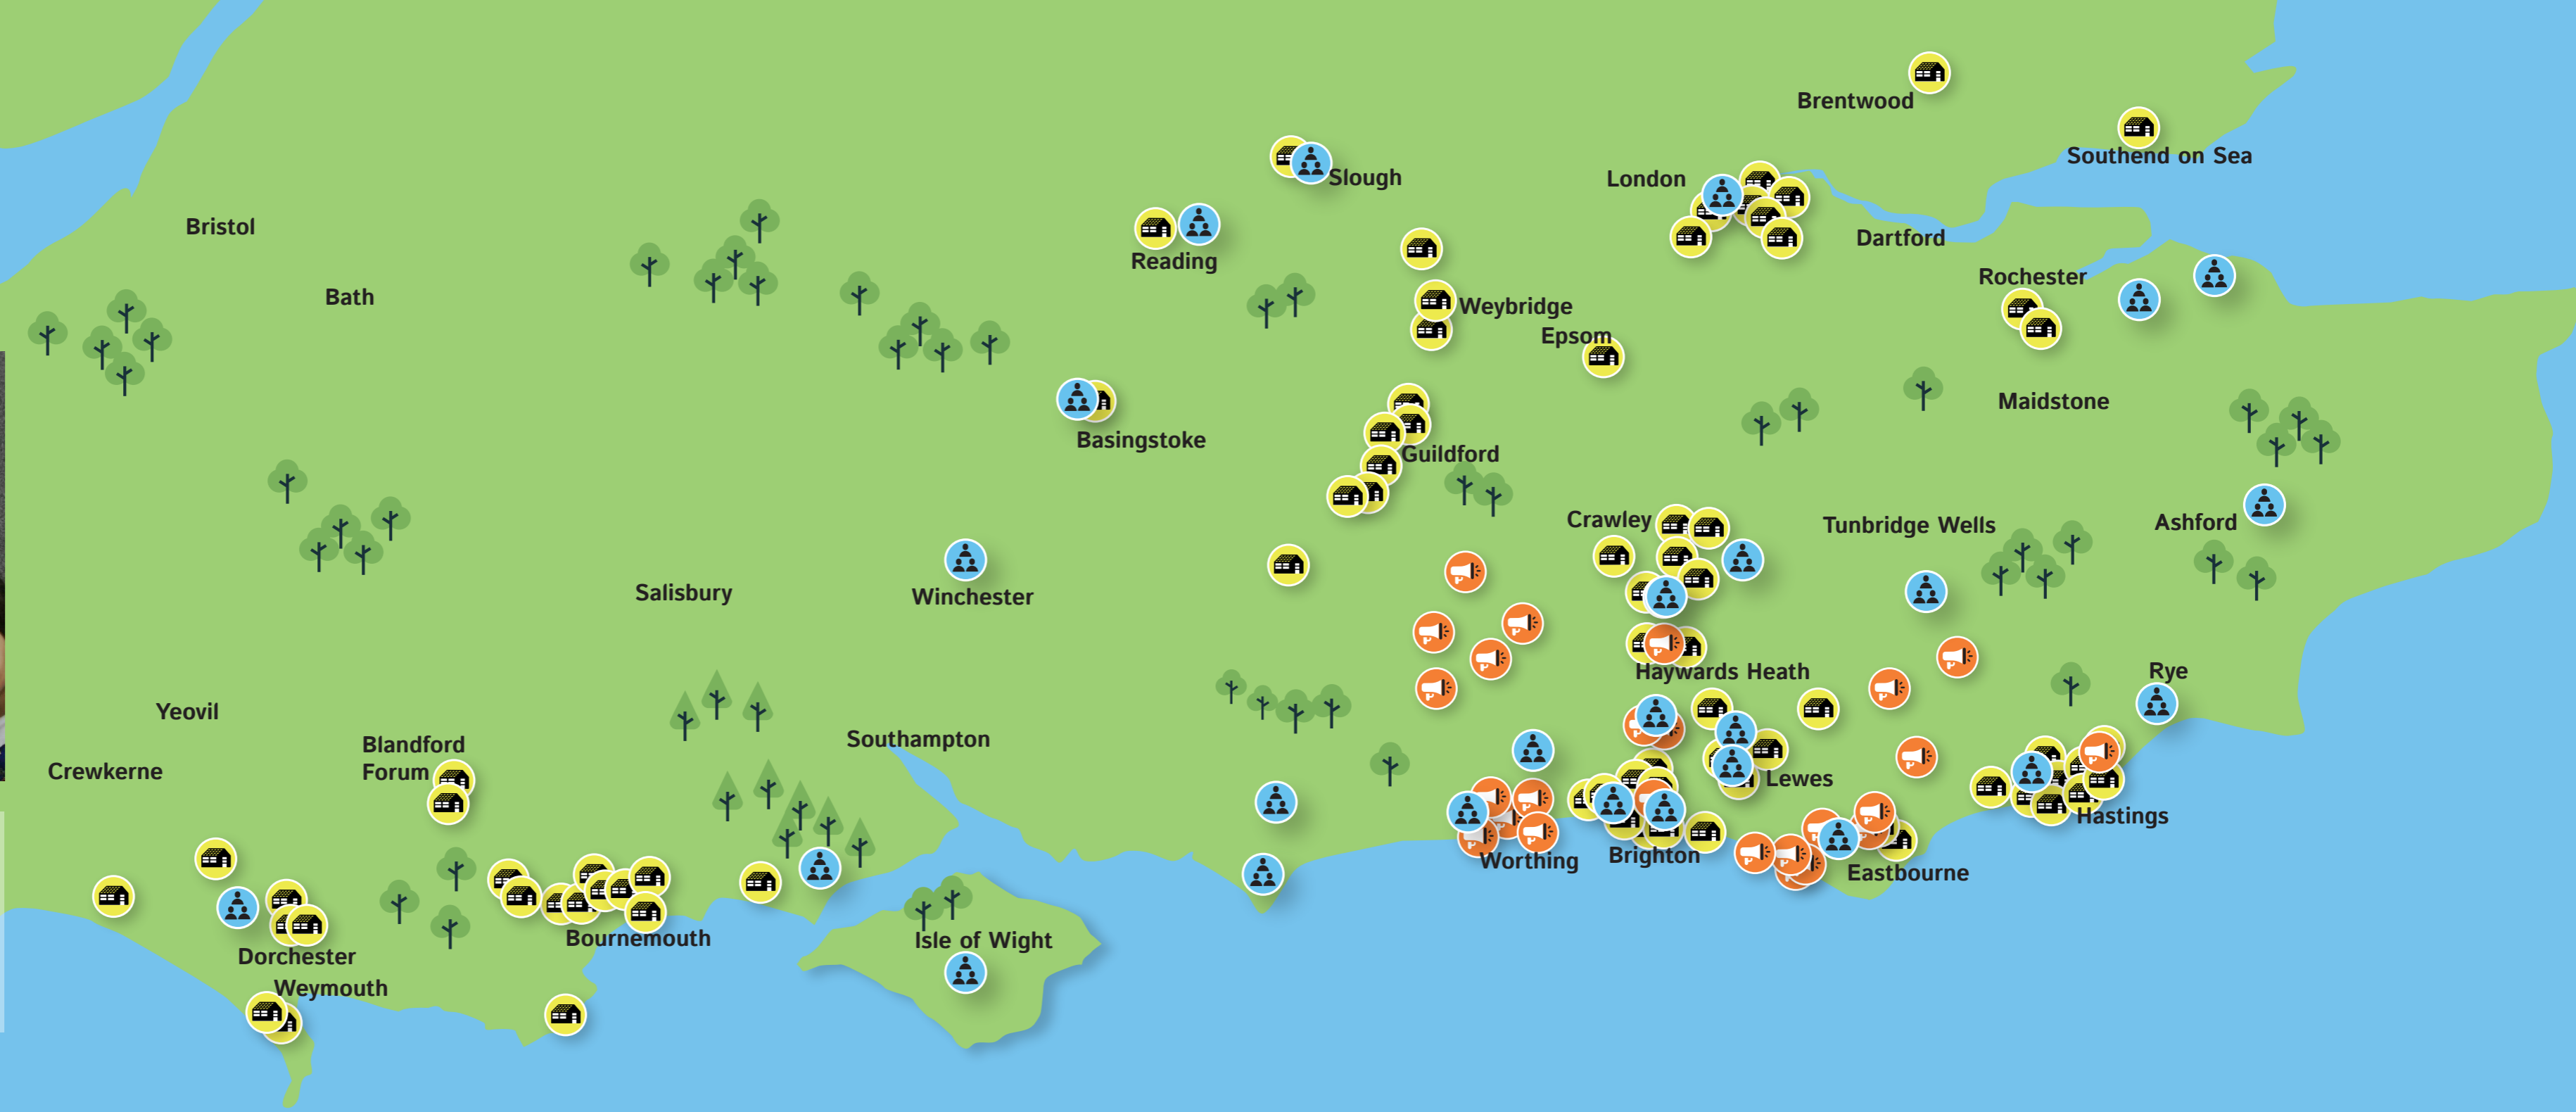 Brentwood
Southend on Sea
Slough
London
Bristol
Dartford
Reading
Rochester
Bath
Weybridge
Epsom
Maidstone
Basingstoke
Guildford
Crawley
Tunbridge Wells
Ashford
Salisbury
Winchester
Haywards Heath
Rye
Yeovil
Southampton
Blandford
Forum
Crewkerne
Lewes
Hastings
Brighton
Worthing
Eastbourne
Bournemouth
Isle of Wight
Dorchester
Weymouth